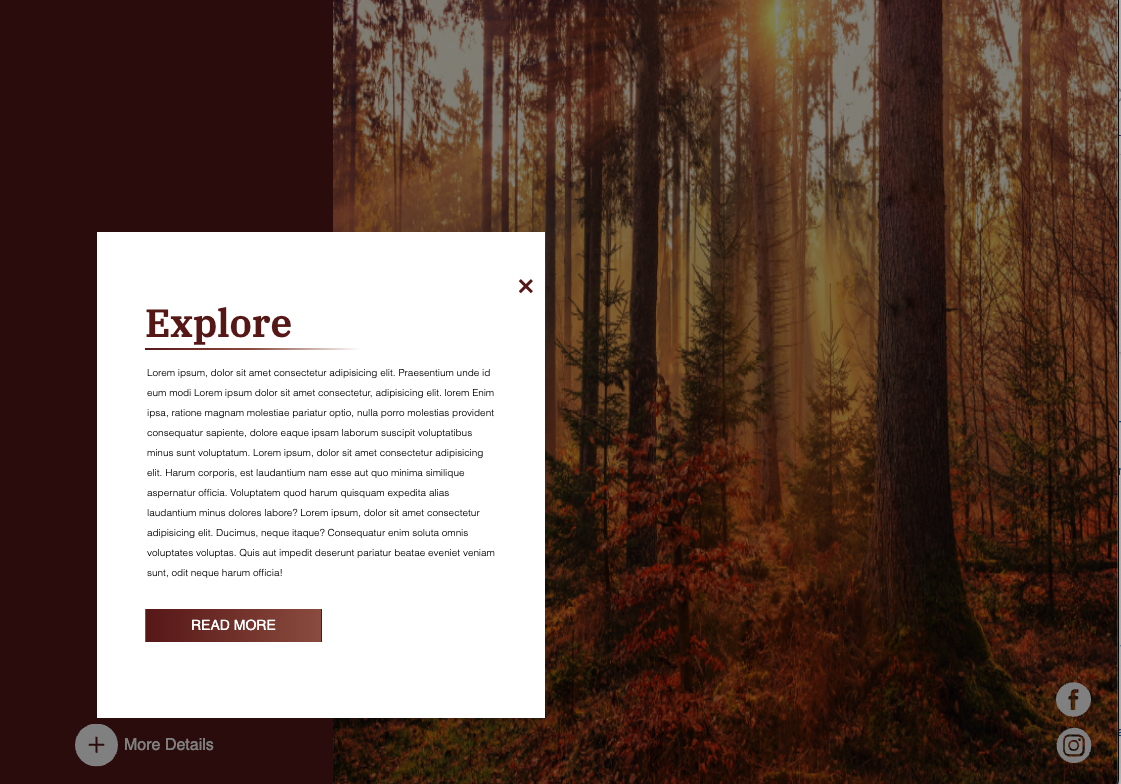 Explore
Lorem ipsum, dolor sit amet consectetur adipisicing elit. Praesentium unde id
eum modi Lorem ipsum dolor sit amet consectetur, adipisicing elit. lorem Enim
ipsa, ratione magnam molestiae pariatur optio, nulla porro molestias provident
consequatur sapiente, dolore eaque ipsam laborum suscipit voluptatibus
minus sunt voluptatum. Lorem ipsum, dolor sit amet consectetur adipisicing
elit. Harum corporis, est laudantium nam esse aut quo minima similique
aspernatur officia. Voluptatem quod harum quisquam expedita alias
laudantium minus dolores labore? Lorem ipsum, dolor sit amet consectetur
adipisicing elit. Ducimus, neque itaque? Consequatur enim soluta omnis
voluptates voluptas. Quis aut impedit deserunt pariatur beatae eveniet veniam
sunt, odit neque harum officia!
READ MORE
More Details